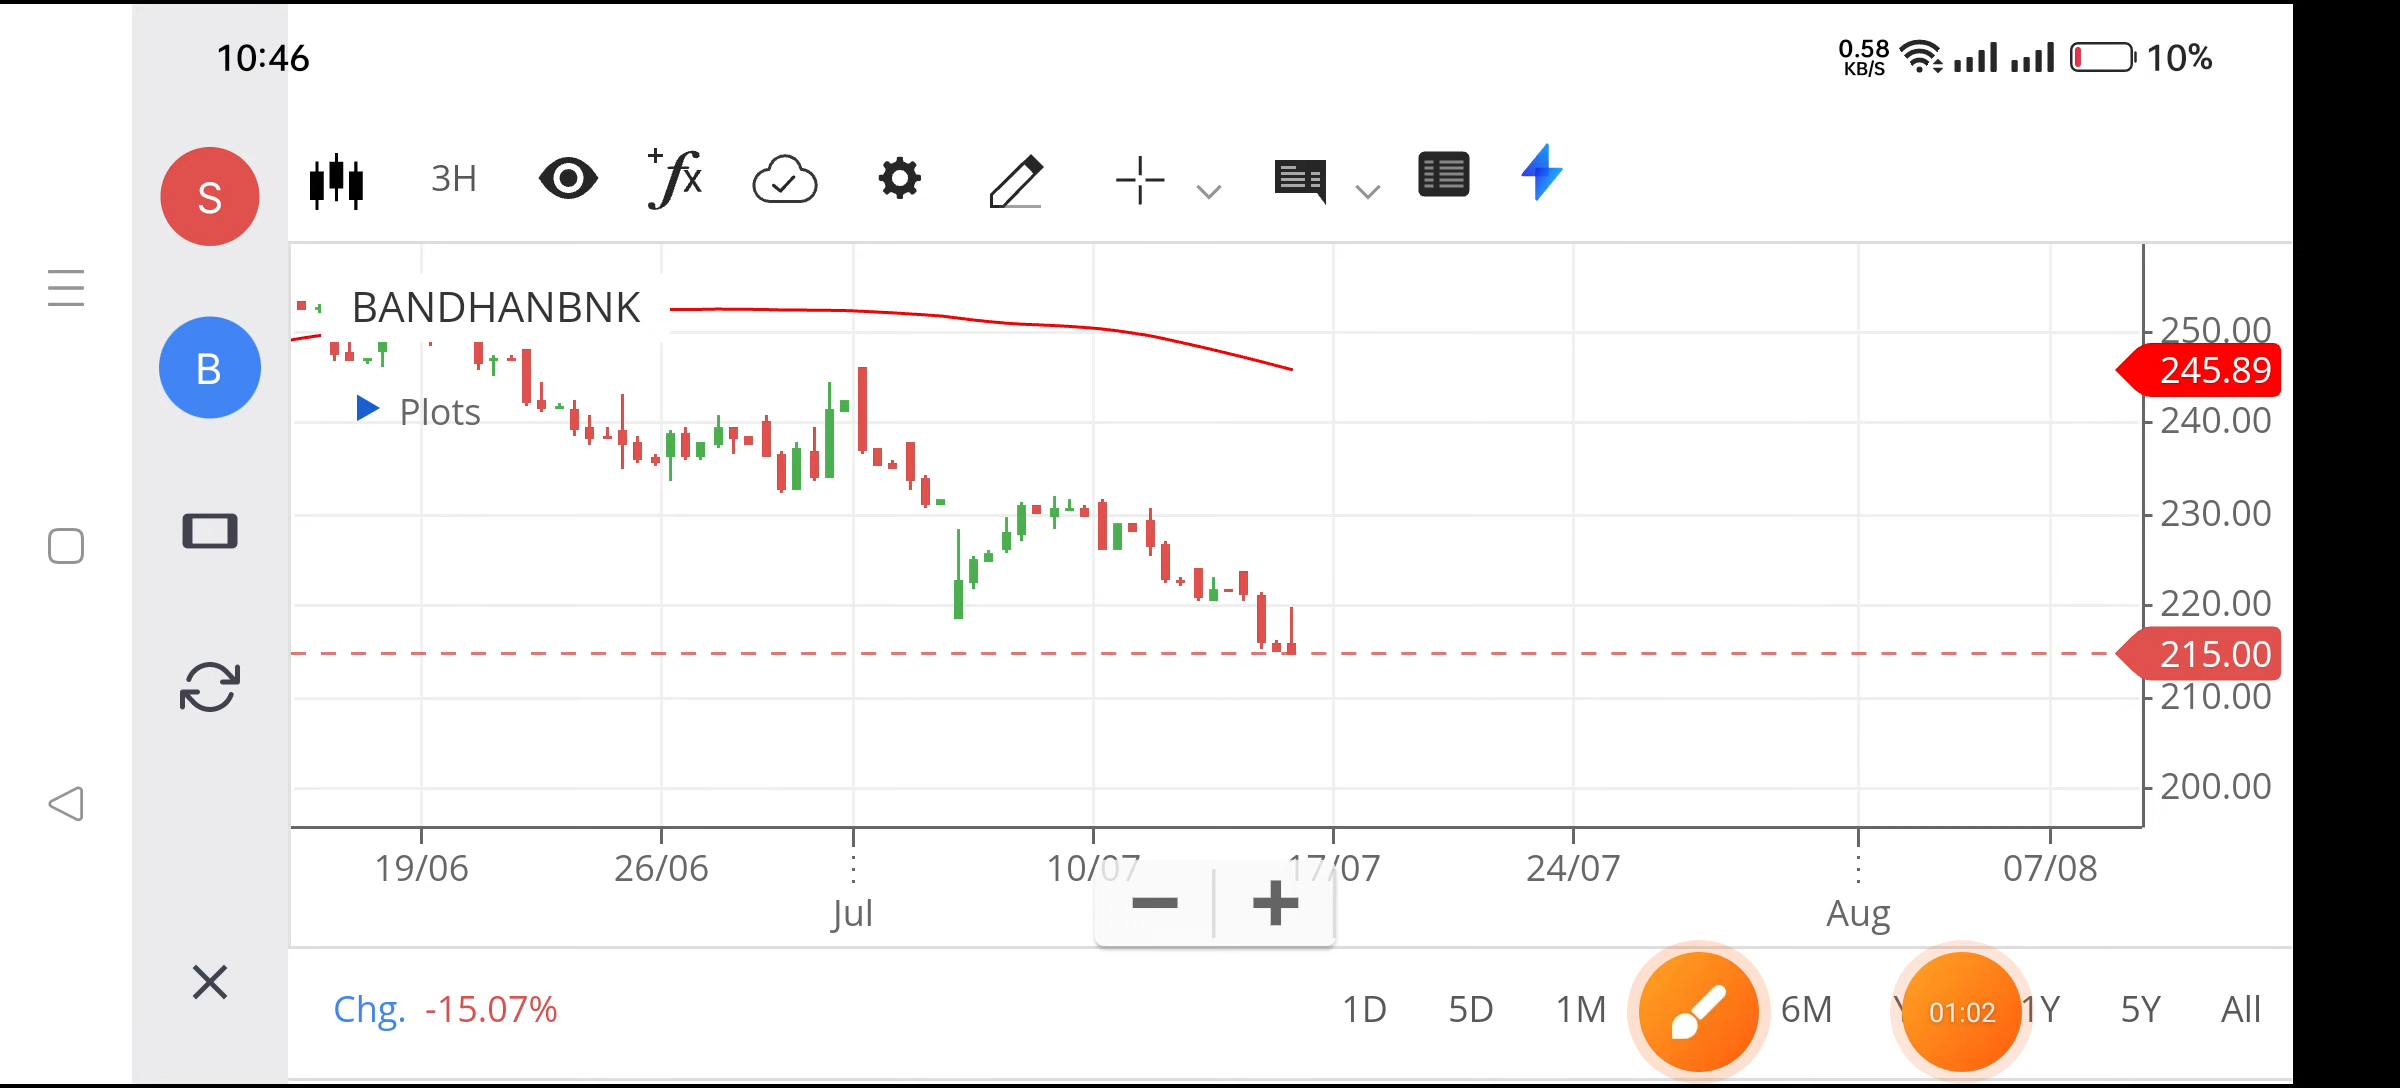 10:46
0.58
KB/S
10%
S
3H
fx
B
BANDHANBNK
Plots
250.00
245.89
240.00
230.00
220.00
215.00
210.00
200.00
19/06
26/06
10/07
17/07
24/07
07/08
Jul
Aug
Chg. -15.07%
1D
5D
1M
6M
01:02
1Y
5Y
All